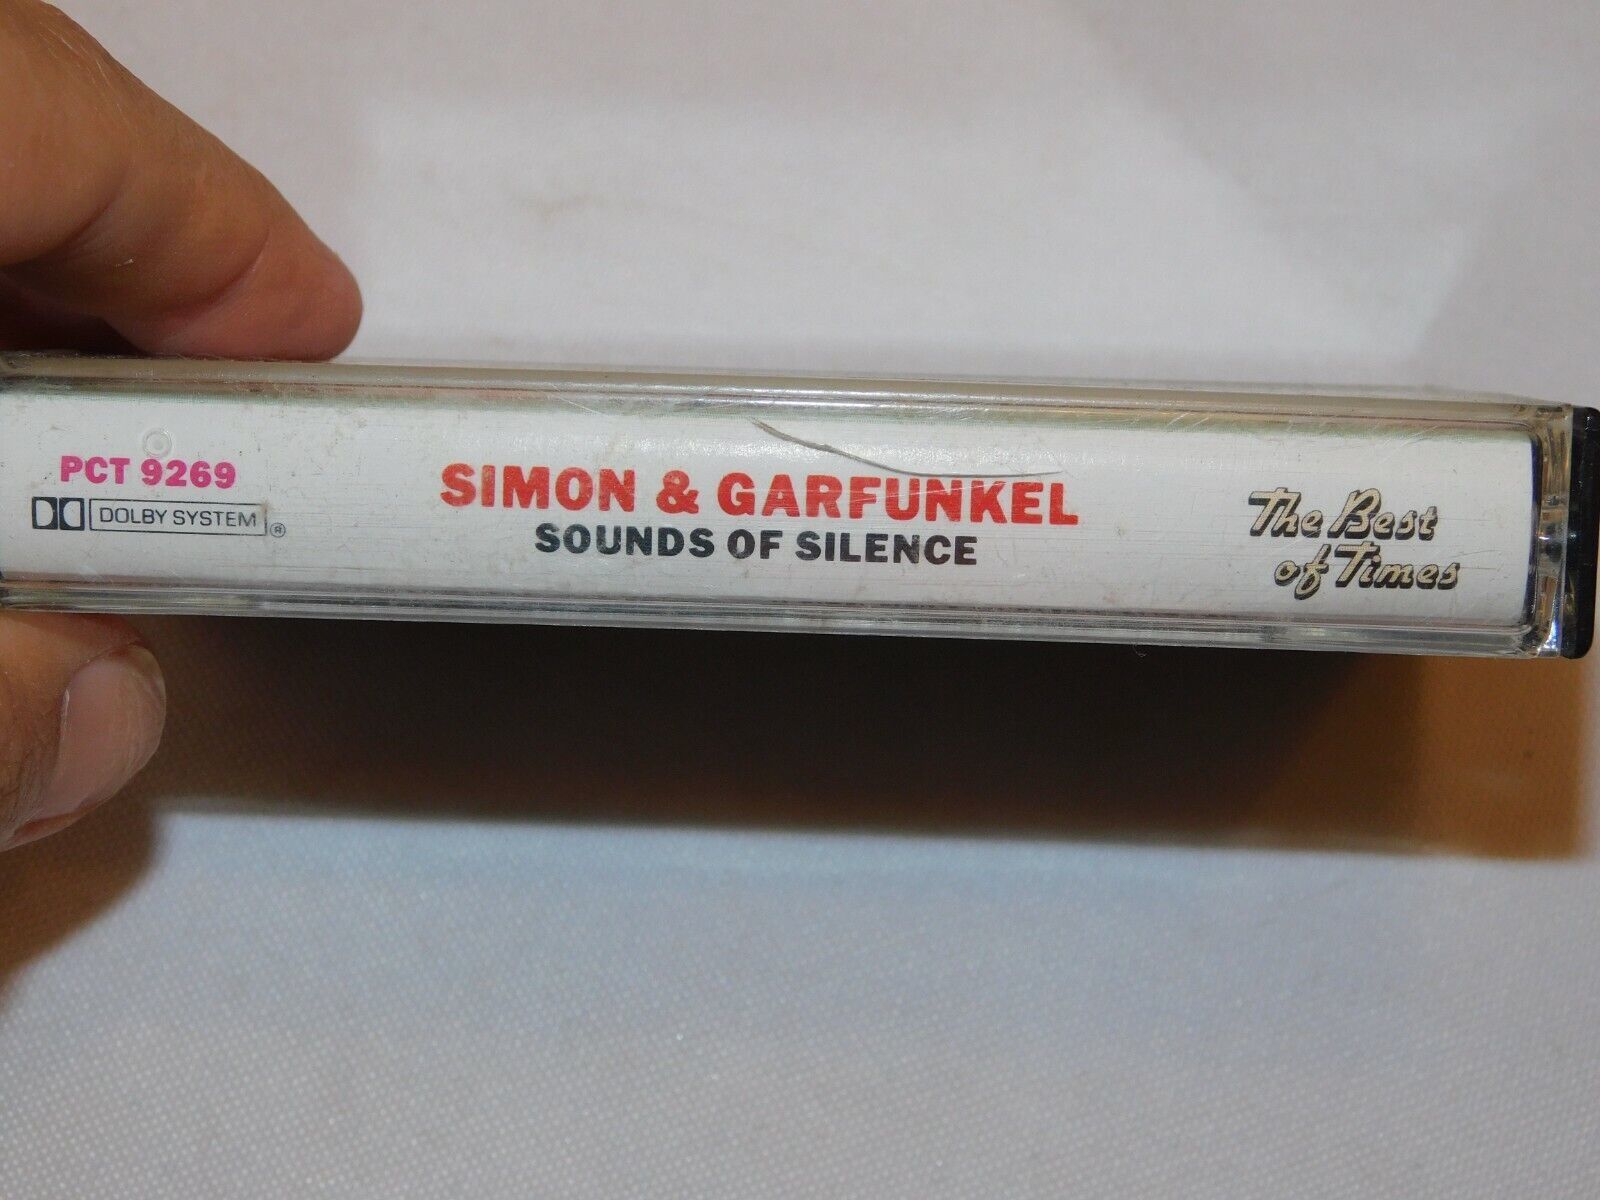 PCT 9269
DOLBY SYSTEM ®
SIMON & GARFUNKEL
SOUNDS OF SILENCE
The Best
of Times